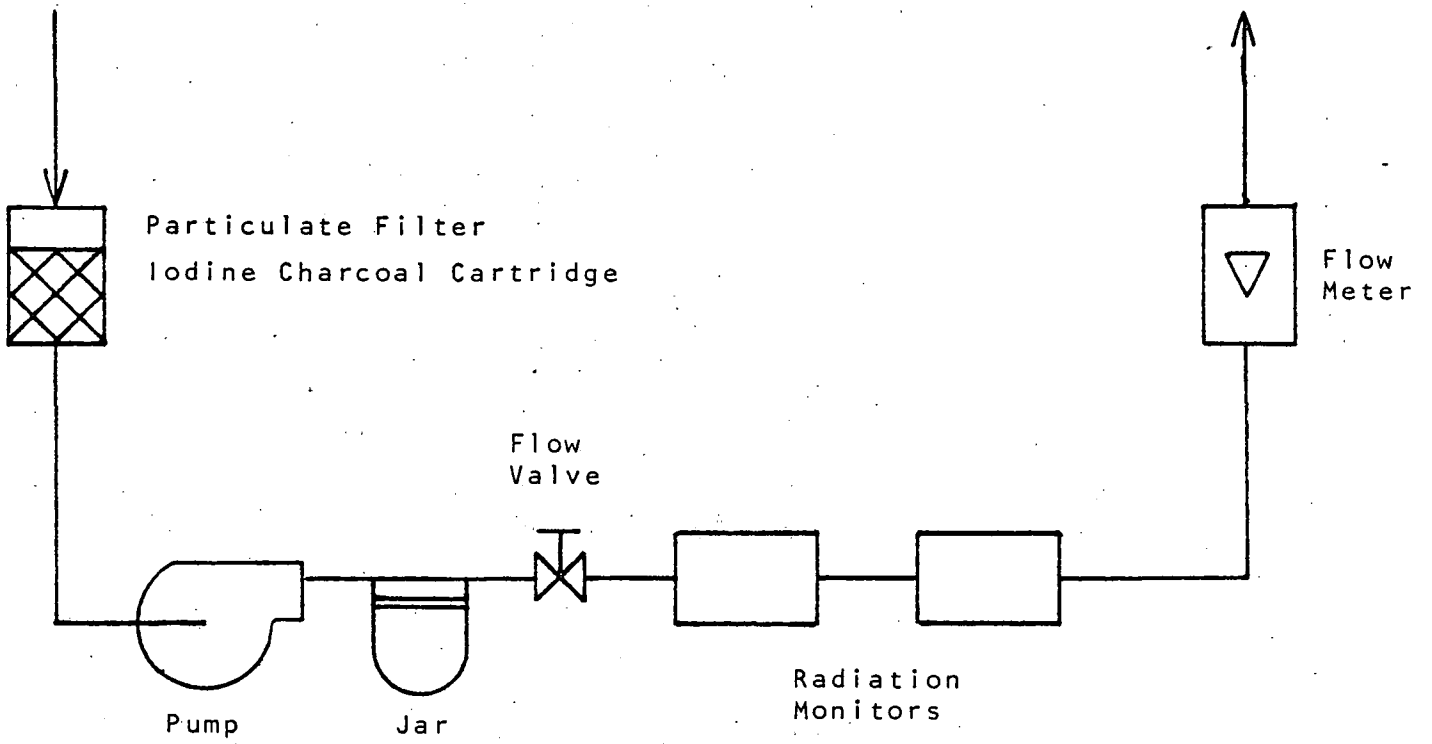 Particulate Filter
Iodine Charcoal Cartridge
Flow
Meter
Flow
Valve
Radiation
Monitors
Pump
Jar